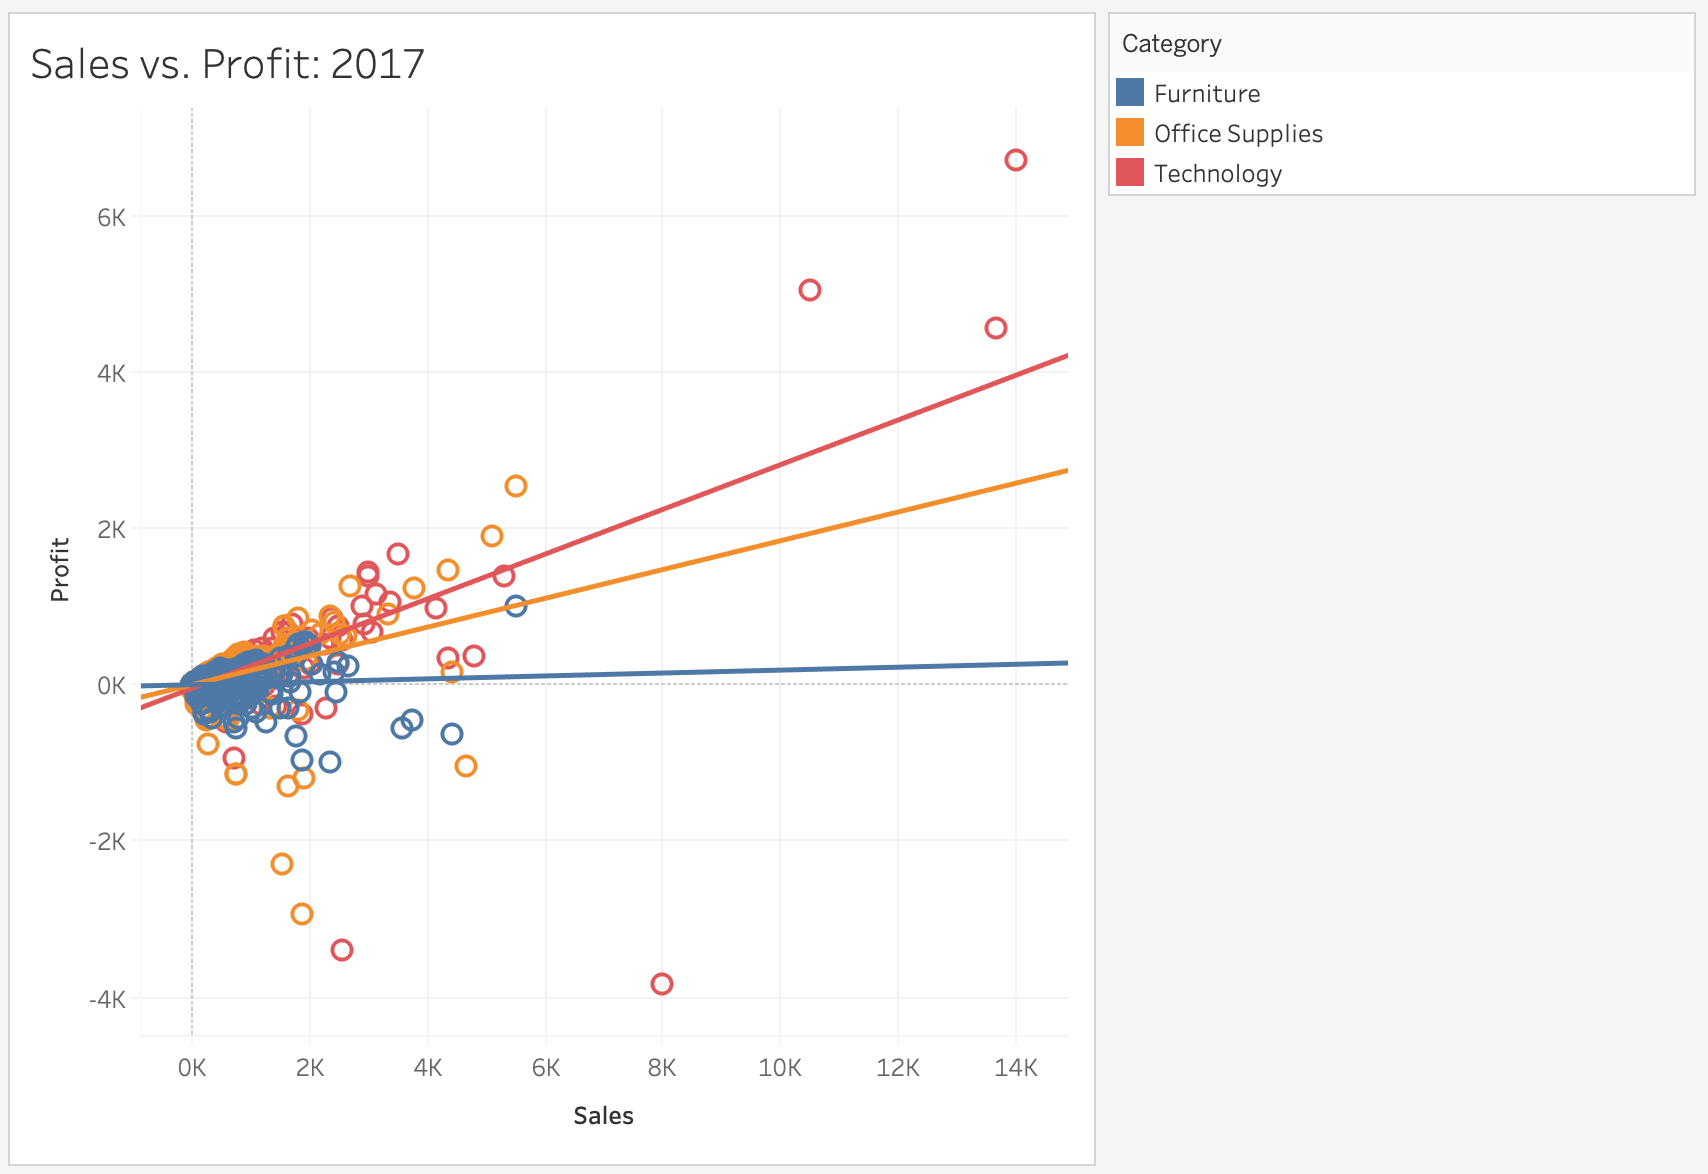 Sales vs. Profit: 2017
Category
Furniture
Office Supplies
Technology
6K
4K
2K
0K
-2K
-4K
Profit
0K 2K 4K 6K 8K 10K 12K 14K
Sales